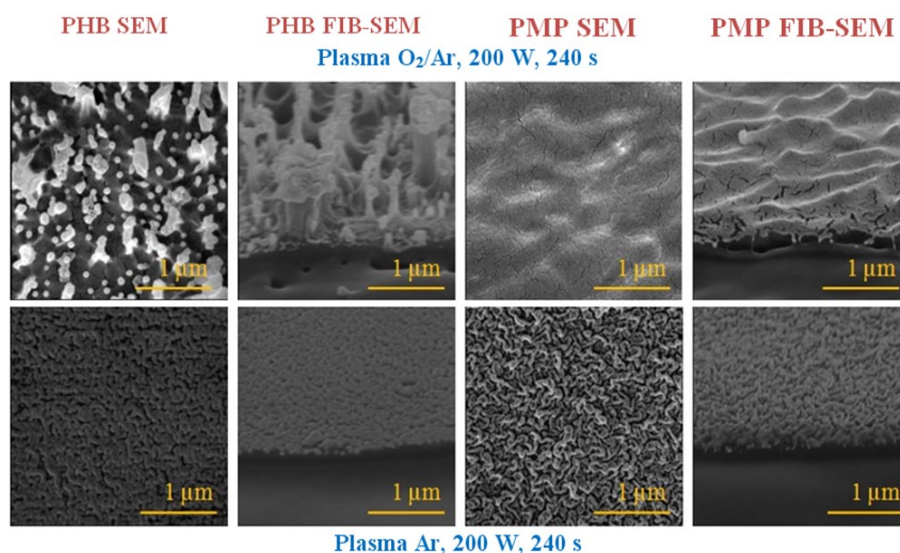 PHB SEM PHB FIB-SEM PMP SEM PMP FIB-SEM
Plasma O₂/Ar, 200 W, 240 s
1 µm 1 µm 1 µm 1 µm
1 µm 1 µm 1 µm 1 µm
Plasma Ar, 200 W, 240 s